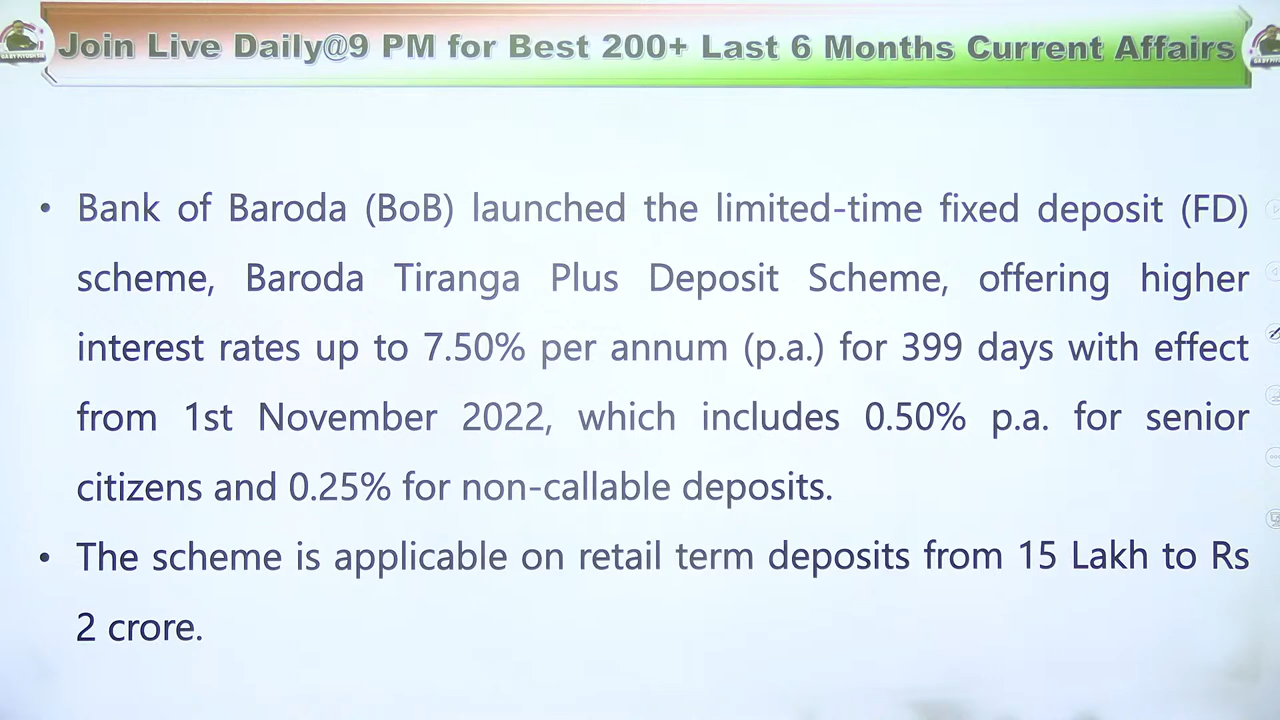 Join Live Daily@9 PM for Best 200+ Last 6 Months Current Affairs
• Bank of Baroda (BoB) launched the limited-time fixed deposit (FD)
scheme, Baroda Tiranga Plus Deposit Scheme, offering higher
interest rates up to 7.50% per annum (p.a.) for 399 days with effect
from 1st November 2022, which includes 0.50% p.a. for senior
citizens and 0.25% for non-callable deposits.
• The scheme is applicable on retail term deposits from 15 Lakh to Rs
2 crore.